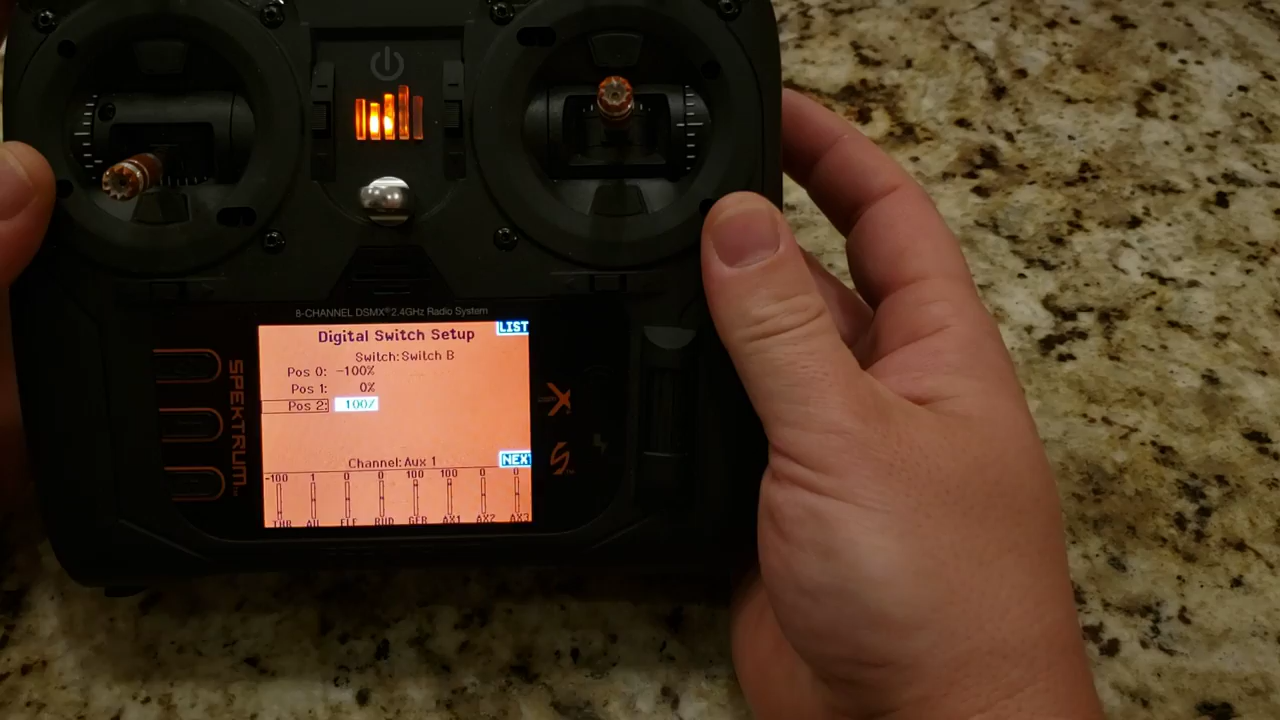 8-CHANNEL DSMX® 2.4GHz Radio System
Digital Switch Setup
LIST
Switch: Switch B
Pos 0: -100%
Pos 1: 0%
Pos 2: 100%
Channel: Aux 1
NEX
-100 1 0 0 100 100 0 0
THR AIL ELE RUD GER AX1 AX2 AX3
SPEKTRUM